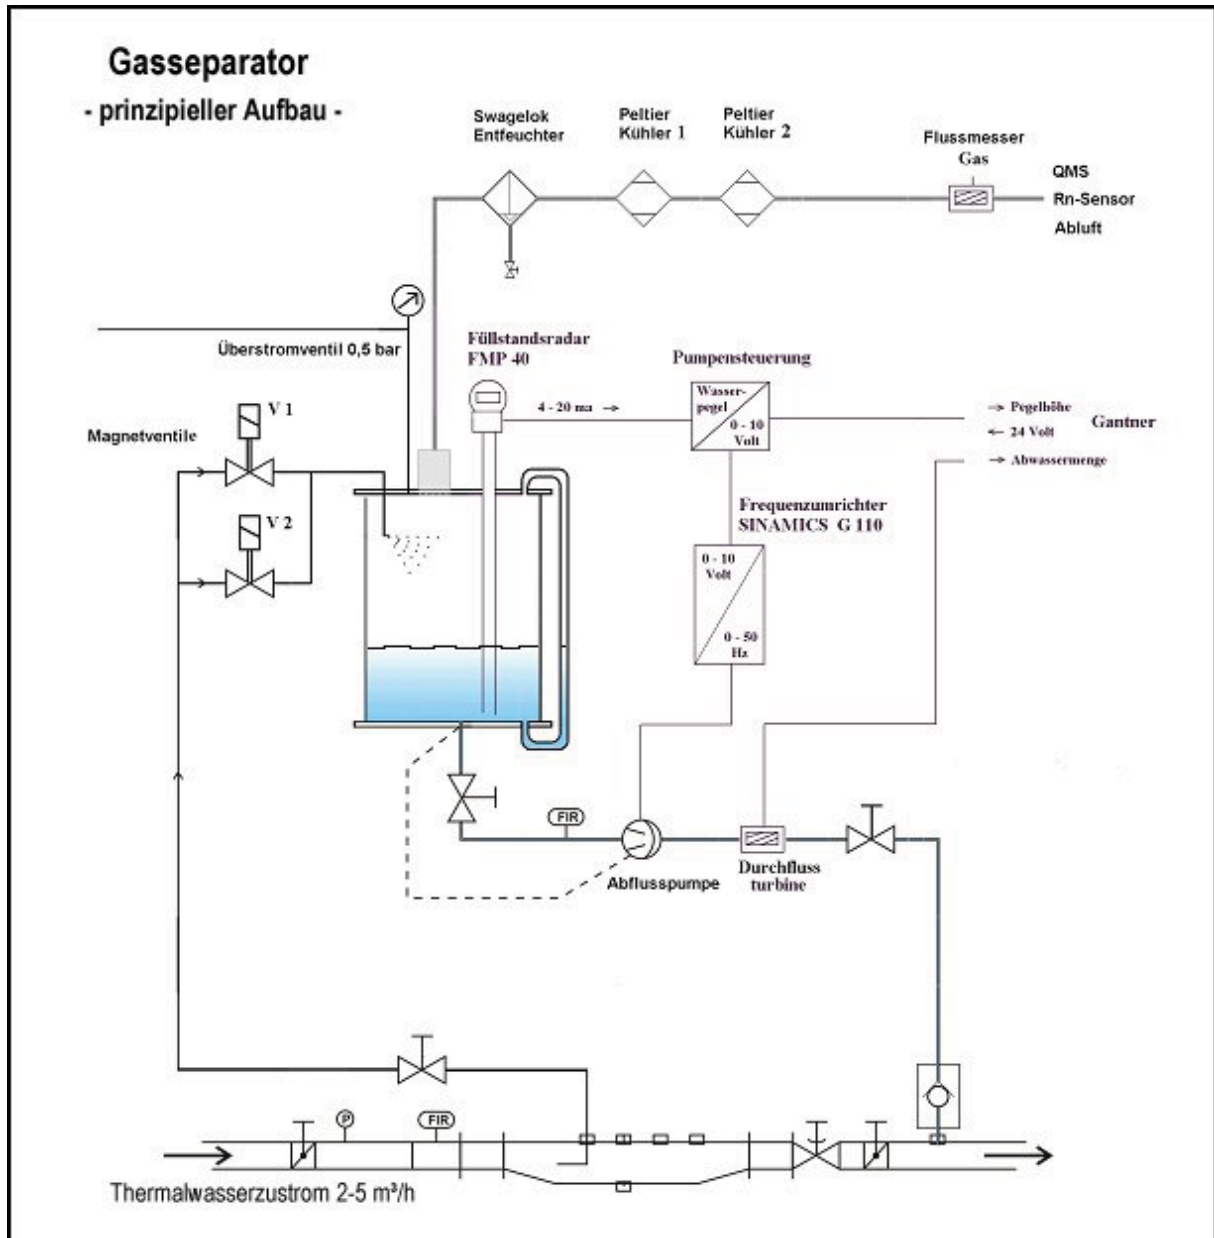 Gasseparator
- prinzipieller Aufbau -
Swagelok
Entfeuchter
Peltier
Kühler 1
Peltier
Kühler 2
Flussmesser
Gas
QMS
Rn-Sensor
Abluft
Überstromventil 0,5 bar
Füllstandsradar
FMP 40
Pumpensteuerung
4 - 20 ma
Wasser-
pegel
0 - 10
Volt
Pegelhöhe
24 Volt
Gantner
Abwassermenge
V 1
Magnetventile
V 2
Frequenzumrichter
SINAMICS G 110
0 - 10
Volt
0 - 50
Hz
FIR
Abflusspumpe
Durchfluss
turbine
P
FIR
Thermalwasserzustrom 2-5 m³/h